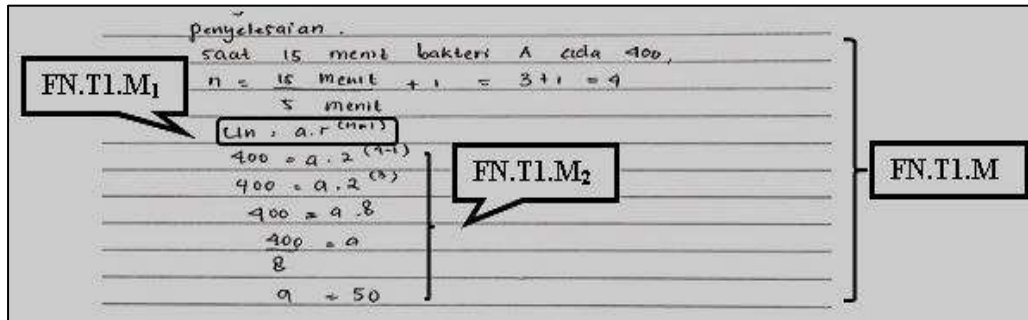 penyelesaian.
saat 15 menit bakteri A ada 400,
n = 15 menit / 5 menit + 1 = 3+1 = 4
FN.T1.M₁
Un = a.r⁽ⁿ⁻¹⁾
400 = a.2⁽⁴⁻¹⁾
400 = a.2⁽³⁾
FN.T1.M₂
FN.T1.M
400 = a.8
400 / 8 = a
a = 50